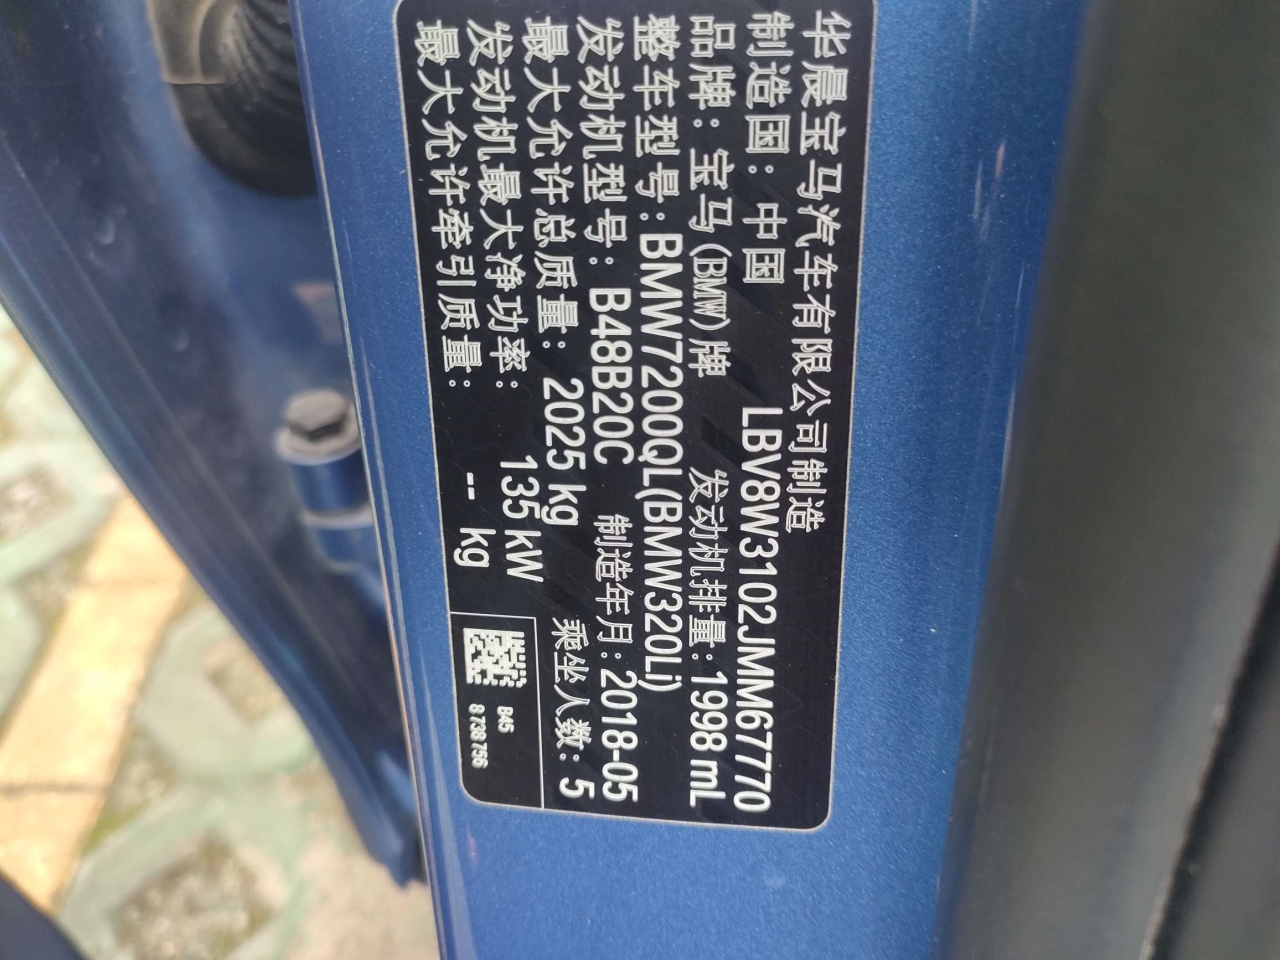 华晨宝马汽车有限公司制造
制造国：中国 LBV8W3102JMM67770
品牌：宝马(BMW)牌 发动机排量：1998 mL
整车型号：BMW7200QL(BMW320Li)
发动机型号：B48B20C 制造年月：2018-05
最大允许总质量：2025 kg 乘坐人数：5
发动机最大净功率：135 kW
最大允许牵引质量：-- kg
B45
8 738 756